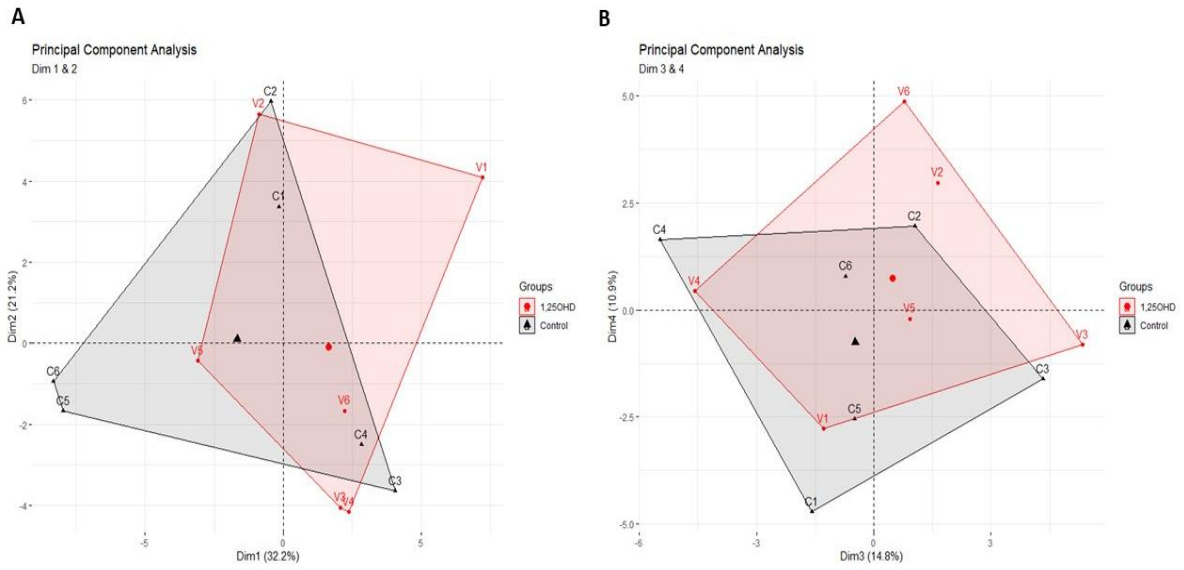 A
Principal Component Analysis
Dim 1 & 2
6
4
2
0
-2
-4
-5
0
5
Dim2 (21.2%)
Dim1 (32.2%)
C2
V2
V1
C1
V5
C6
C5
V6
C4
C3
V3
V4
Groups
1,25OHD
Control
B
Principal Component Analysis
Dim 3 & 4
5.0
2.5
0.0
-2.5
-5.0
-6
-3
0
3
Dim4 (10.9%)
Dim3 (14.8%)
V6
V2
C4
C2
C6
V4
V5
V3
C3
V1
C5
C1
Groups
1,25OHD
Control